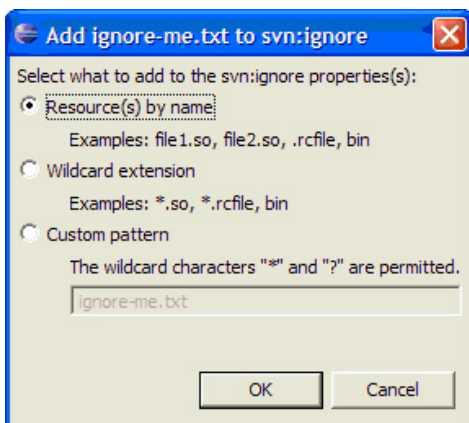 Add ignore-me.txt to svn:ignore
Select what to add to the svn:ignore properties(s):
Resource(s) by name
Examples: file1.so, file2.so, .rcfile, bin
Wildcard extension
Examples: *.so, *.rcfile, bin
Custom pattern
The wildcard characters "*" and "?" are permitted.
ignore-me.txt
OK Cancel